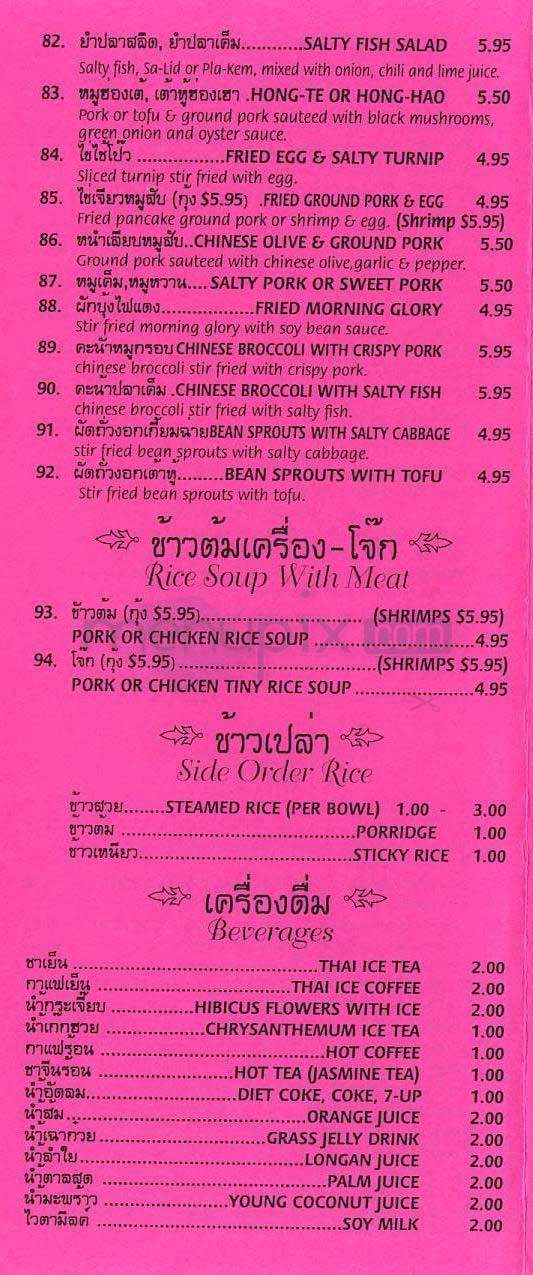 82. ยำปลาสลิด, ยำปลาเค็ม............SALTY FISH SALAD 5.95
Salty fish, Sa-Lid or Pla-Kem, mixed with onion, chili and lime juice.
83. หมูฮองเต้, เต้าหู้ฮ่องเฮา .HONG-TE OR HONG-HAO 5.50
Pork or tofu & ground pork sauteed with black mushrooms,
green onion and oyster sauce.
84. ไข่ไช้โป๊ว .................FRIED EGG & SALTY TURNIP 4.95
Sliced turnip stir fried with egg.
85. ไข่เจียวหมูสับ (กุ้ง $5.95) .FRIED GROUND PORK & EGG 4.95
Fried pancake ground pork or shrimp & egg. (Shrimp $5.95)
86. หนำเลียบหมูสับ..CHINESE OLIVE & GROUND PORK 5.50
Ground pork sauteed with chinese olive,garlic & pepper.
87. หมูเค็ม,หมูหวาน.... SALTY PORK OR SWEET PORK 5.50
88. ผักบุ้งไฟแดง...................FRIED MORNING GLORY 4.95
Stir fried morning glory with soy bean sauce.
89. คะน้าหมูกรอบ CHINESE BROCCOLI WITH CRISPY PORK 5.95
chinese broccoli stir fried with crispy pork.
90. คะน้าปลาเค็ม .CHINESE BROCCOLI WITH SALTY FISH 5.95
chinese broccoli stir fried with salty fish.
91. ผัดถั่วงอกเกี้ยมฉ่ายBEAN SPROUTS WITH SALTY CABBAGE 4.95
stir fried bean sprouts with salty cabbage.
92. ผัดถั่วงอกเต้าหู้.........BEAN SPROUTS WITH TOFU 4.95
Stir fried bean sprouts with tofu.
ข้าวต้มเครื่อง-โจ๊ก
Rice Soup With Meat
93. ข้าวต้ม (กุ้ง $5.95)................................ (SHRIMPS $5.95)
PORK OR CHICKEN RICE SOUP ..........................4.95
94. โจ๊ก (กุ้ง $5.95)........................................(SHRIMPS $5.95)
PORK OR CHICKEN TINY RICE SOUP ..................4.95
menupix .com
ข้าวเปล่า
Side Order Rice
ข้าวสวย........STEAMED RICE (PER BOWL) 1.00 - 3.00
ข้าวต้ม ..............................................PORRIDGE 1.00
ข้าวเหนียว...........................................STICKY RICE 1.00
เครื่องดื่ม
Beverages
ชาเย็น ..................................................THAI ICE TEA 2.00
กาแฟเย็น ........................................THAI ICE COFFEE 2.00
น้ำกระเจี๊ยบ ................HIBICUS FLOWERS WITH ICE 2.00
น้ำเกกฮวย ..................CHRYSANTHEMUM ICE TEA 1.00
กาแฟร้อน ...............................................HOT COFFEE 1.00
ชาจีนร้อน ..........................HOT TEA (JASMINE TEA) 1.00
น้ำอัดลม.............................DIET COKE, COKE, 7-UP 1.00
น้ำส้ม.................................................ORANGE JUICE 2.00
น้ำเฉาก๊วย ..................................GRASS JELLY DRINK 2.00
น้ำลำใย..............................................LONGAN JUICE 2.00
น้ำตาลสด ...............................................PALM JUICE 2.00
น้ำมะพร้าว .........................YOUNG COCONUT JUICE 2.00
ไวตามิลค์ ...................................................SOY MILK 2.00